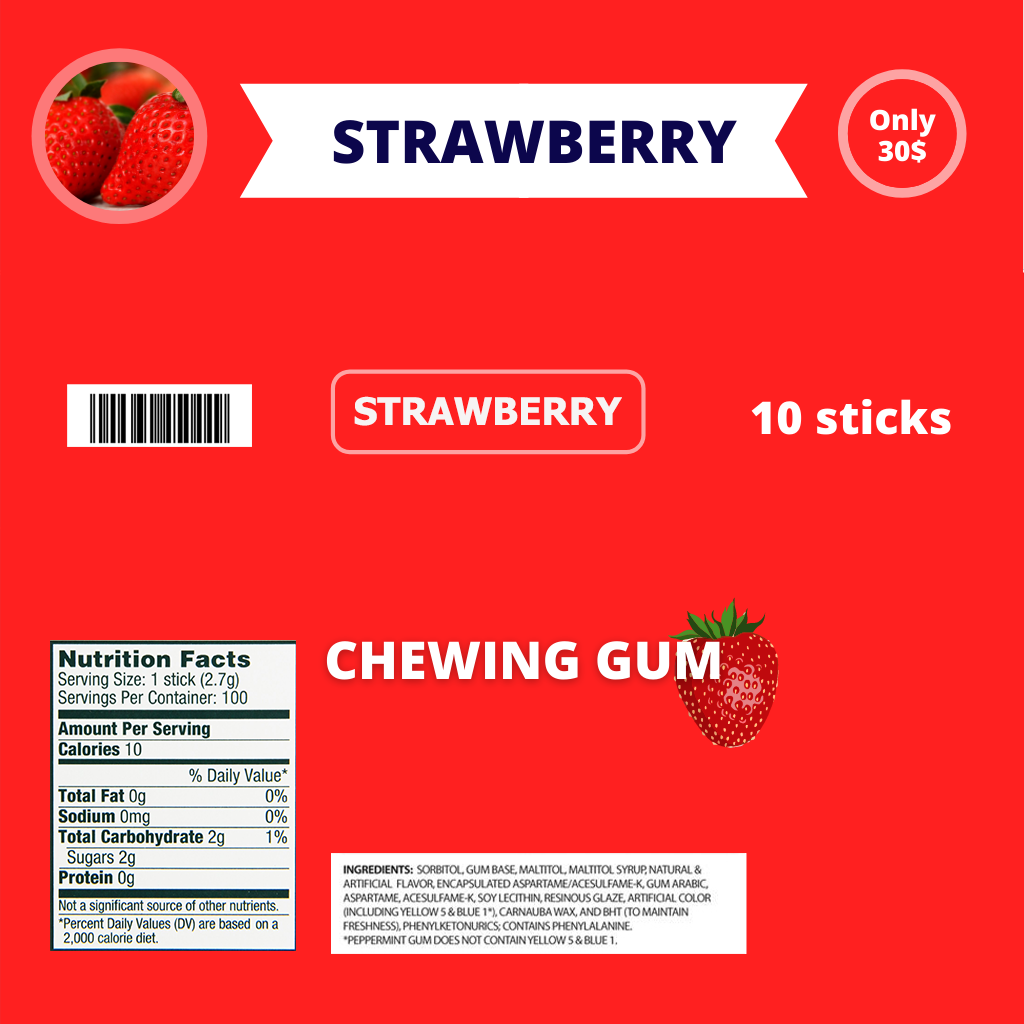 STRAWBERRY
Only
30$
STRAWBERRY
10 sticks
CHEWING GUM
Nutrition Facts
Serving Size: 1 stick (2.7g)
Servings Per Container: 100
Amount Per Serving
Calories 10
% Daily Value*
Total Fat 0g 0%
Sodium 0mg 0%
Total Carbohydrate 2g 1%
Sugars 2g
Protein 0g
Not a significant source of other nutrients.
*Percent Daily Values (DV) are based on a
2,000 calorie diet.
INGREDIENTS: SORBITOL, GUM BASE, MALTITOL, MALTITOL SYRUP, NATURAL &
ARTIFICIAL FLAVOR, ENCAPSULATED ASPARTAME/ACESULFAME-K, GUM ARABIC,
ASPARTAME, ACESULFAME-K, SOY LECITHIN, RESINOUS GLAZE, ARTIFICIAL COLOR
(INCLUDING YELLOW 5 & BLUE 1*), CARNAUBA WAX, AND BHT (TO MAINTAIN
FRESHNESS), PHENYLKETONURICS; CONTAINS PHENYLALANINE.
*PEPPERMINT GUM DOES NOT CONTAIN YELLOW 5 & BLUE 1.